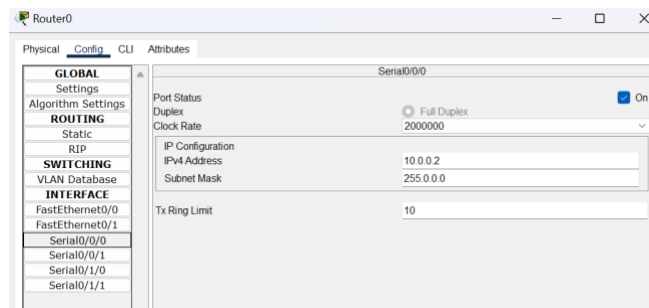 Router0
Physical Config CLI Attributes
GLOBAL
Settings
Algorithm Settings
ROUTING
Static
RIP
SWITCHING
VLAN Database
INTERFACE
FastEthernet0/0
FastEthernet0/1
Serial0/0/0
Serial0/0/1
Serial0/1/0
Serial0/1/1
Serial0/0/0
Port Status On
Duplex Full Duplex
Clock Rate 2000000
IP Configuration
IPv4 Address 10.0.0.2
Subnet Mask 255.0.0.0
Tx Ring Limit 10